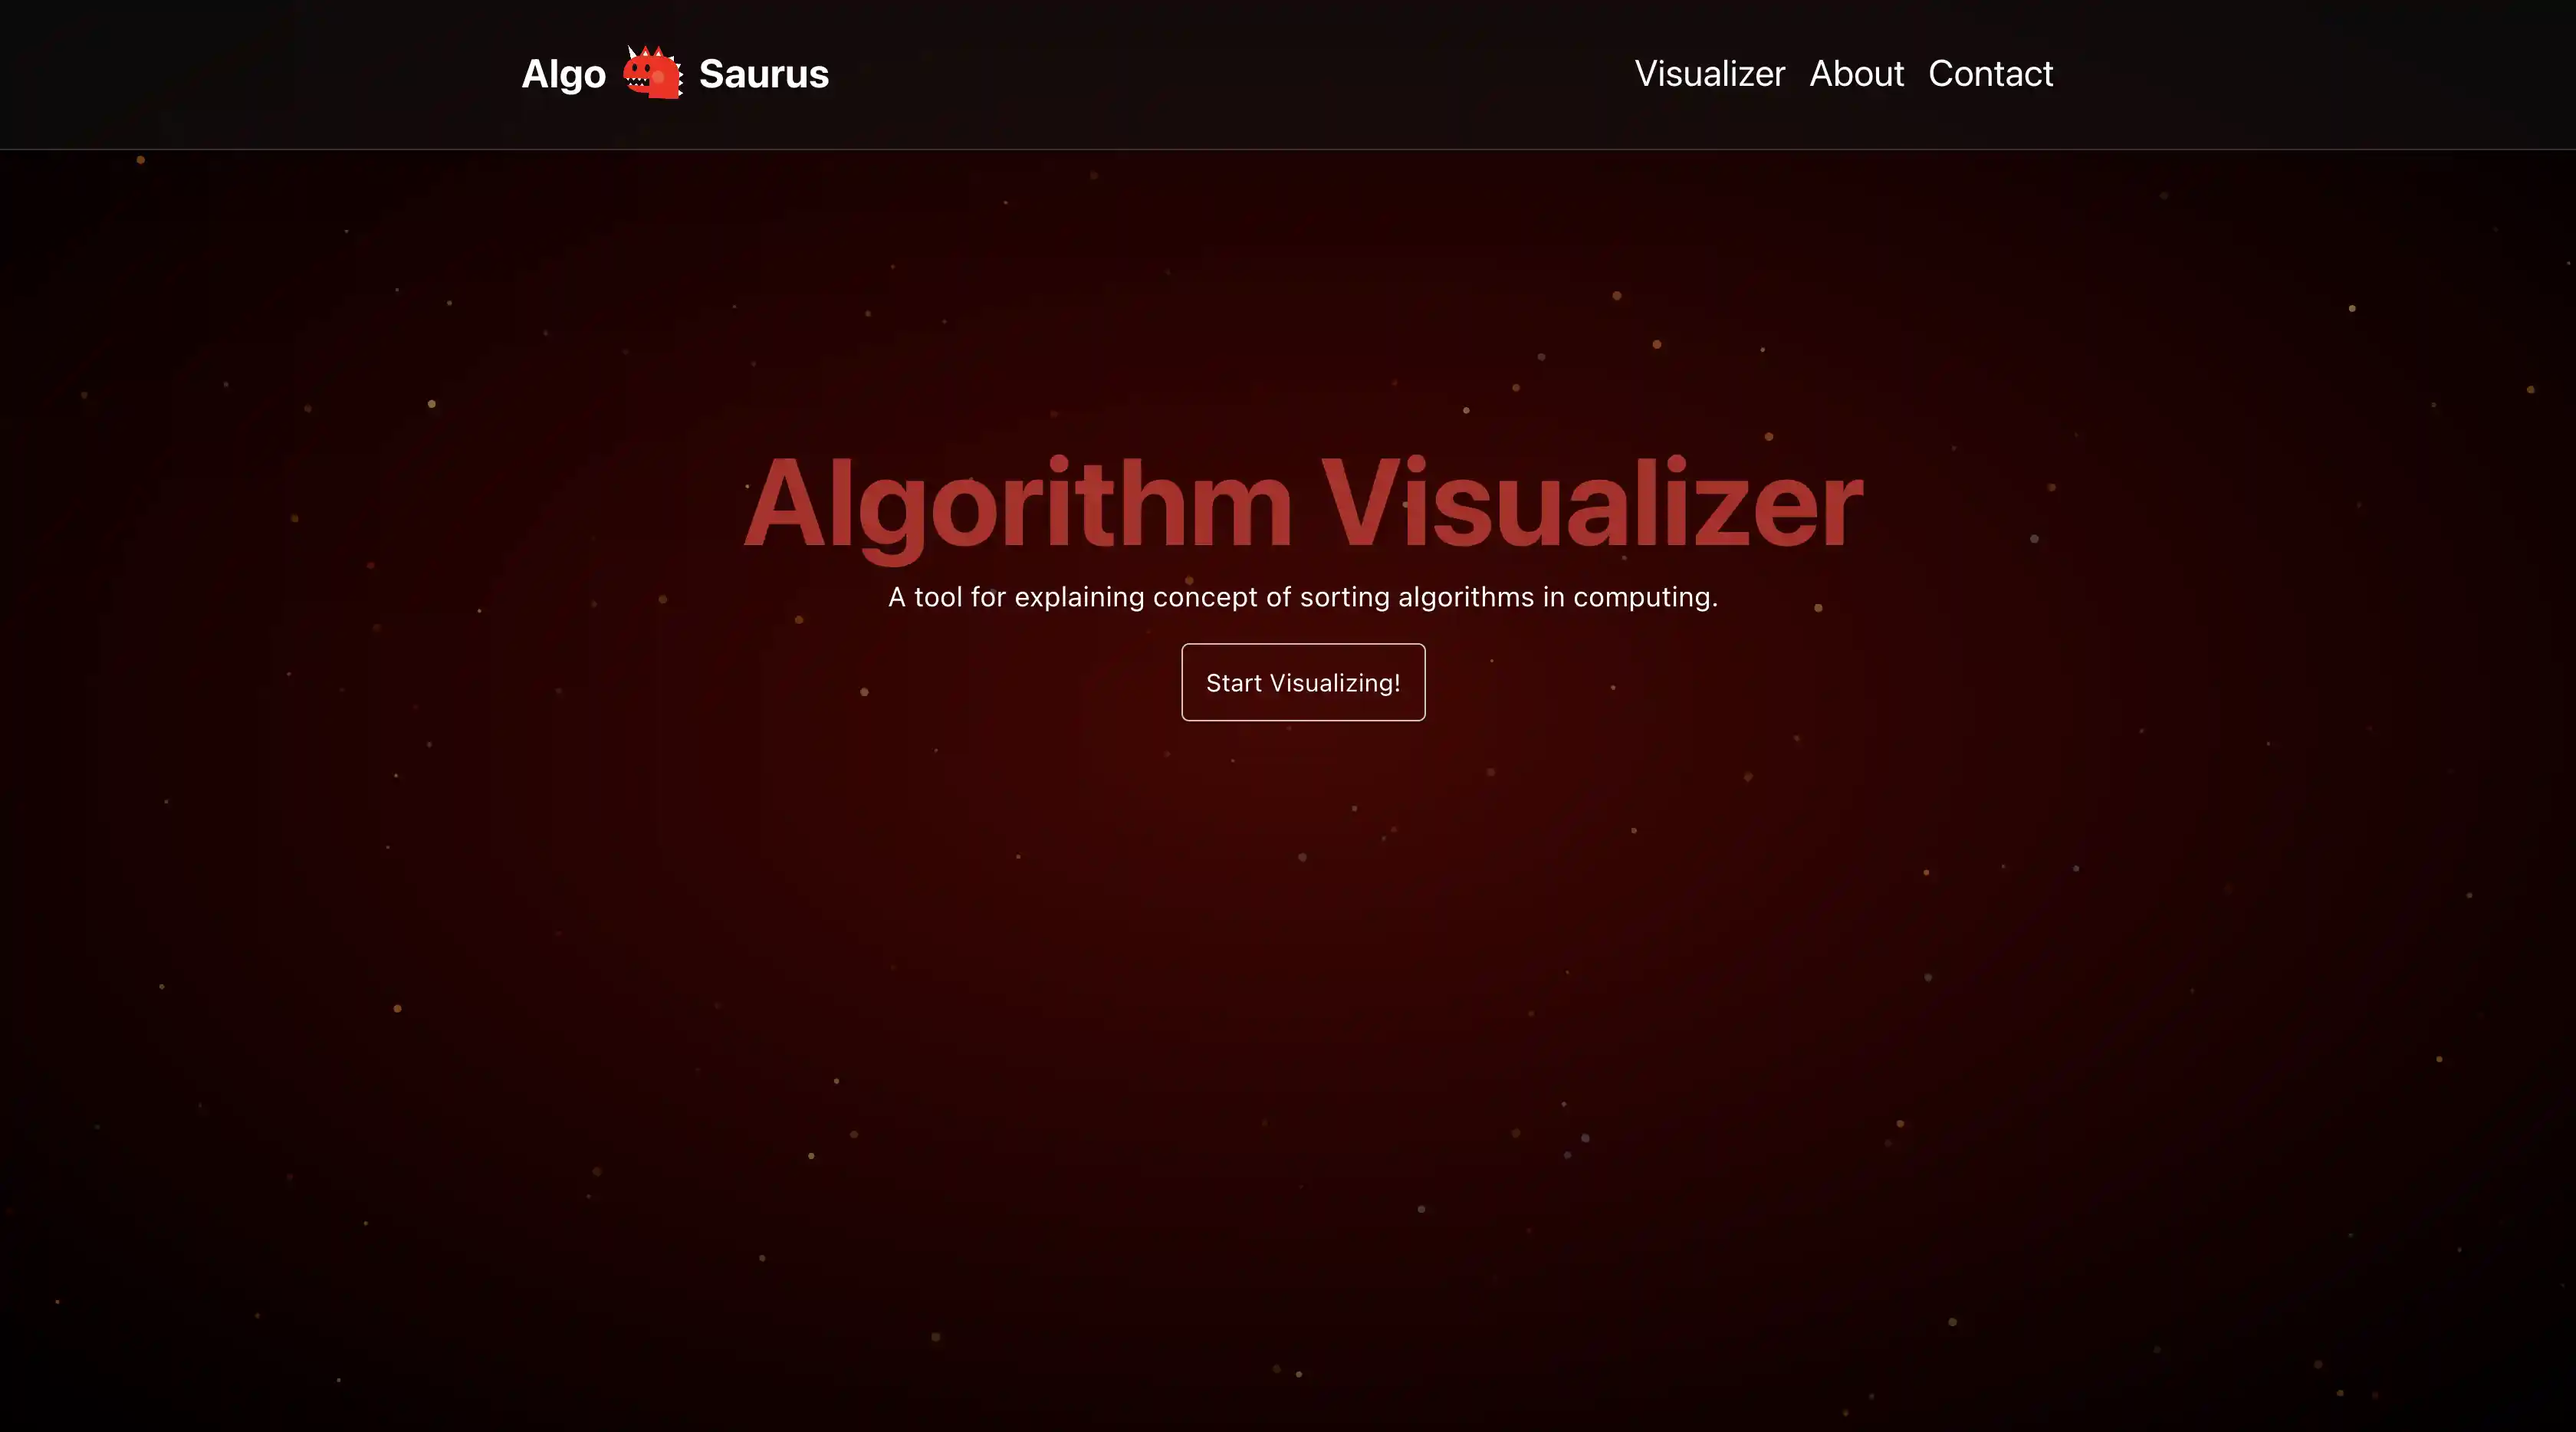 Algo Saurus
Visualizer About Contact
Algorithm Visualizer
A tool for explaining concept of sorting algorithms in computing.
Start Visualizing!